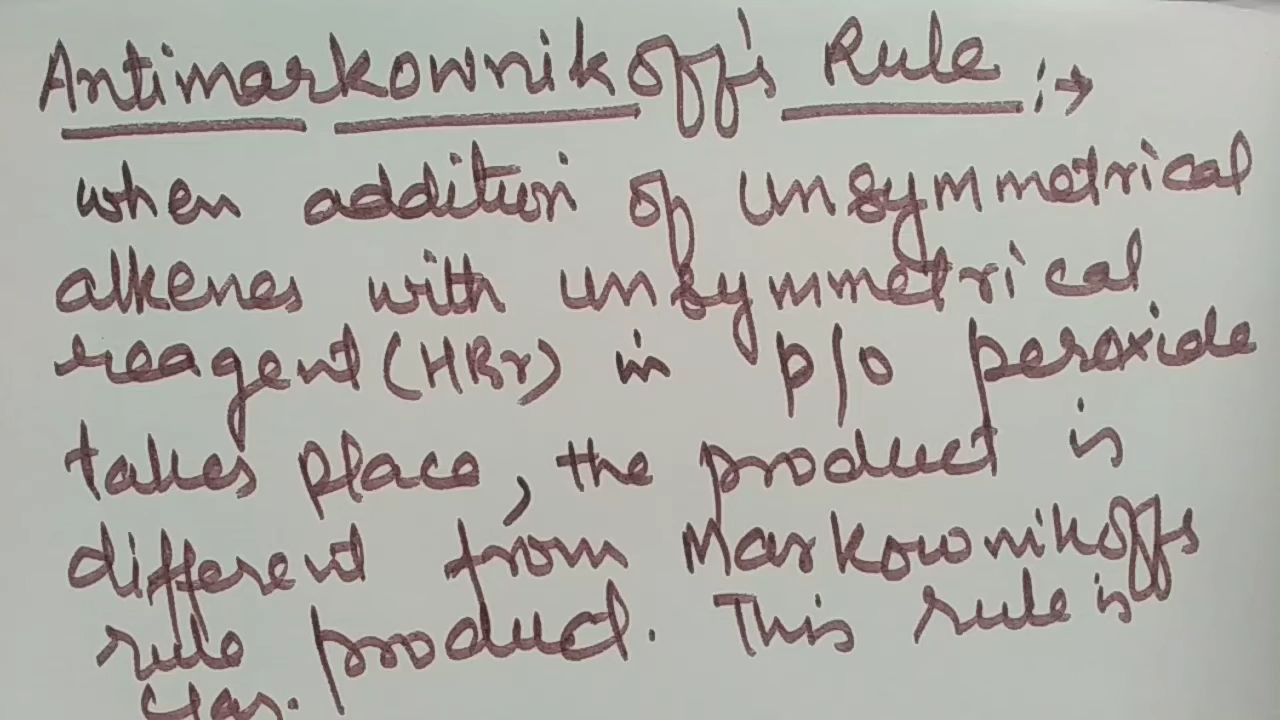 Antimarkownikoff's Rule :→
when addition of unsymmetrical
alkenes with unsymmetrical
reagent (HBr) in p/o peroxide
takes place, the product is
different from Markownikoffs
rule product. This rule is